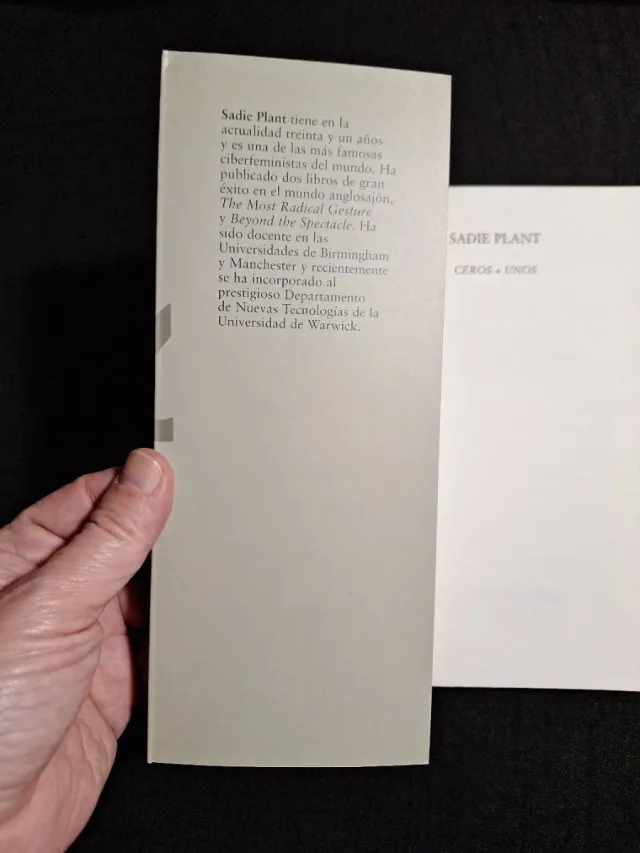 Sadie Plant tiene en la
actualidad treinta y un años
y es una de las más famosas
ciberfeministas del mundo. Ha
publicado dos libros de gran
éxito en el mundo anglosajón,
The Most Radical Gesture
y Beyond the Spectacle. Ha
sido docente en las
Universidades de Birmingham
y Manchester y recientemente
se ha incorporado al
prestigioso Departamento
de Nuevas Tecnologías de la
Universidad de Warwick.
SADIE PLANT
CEROS + UNOS